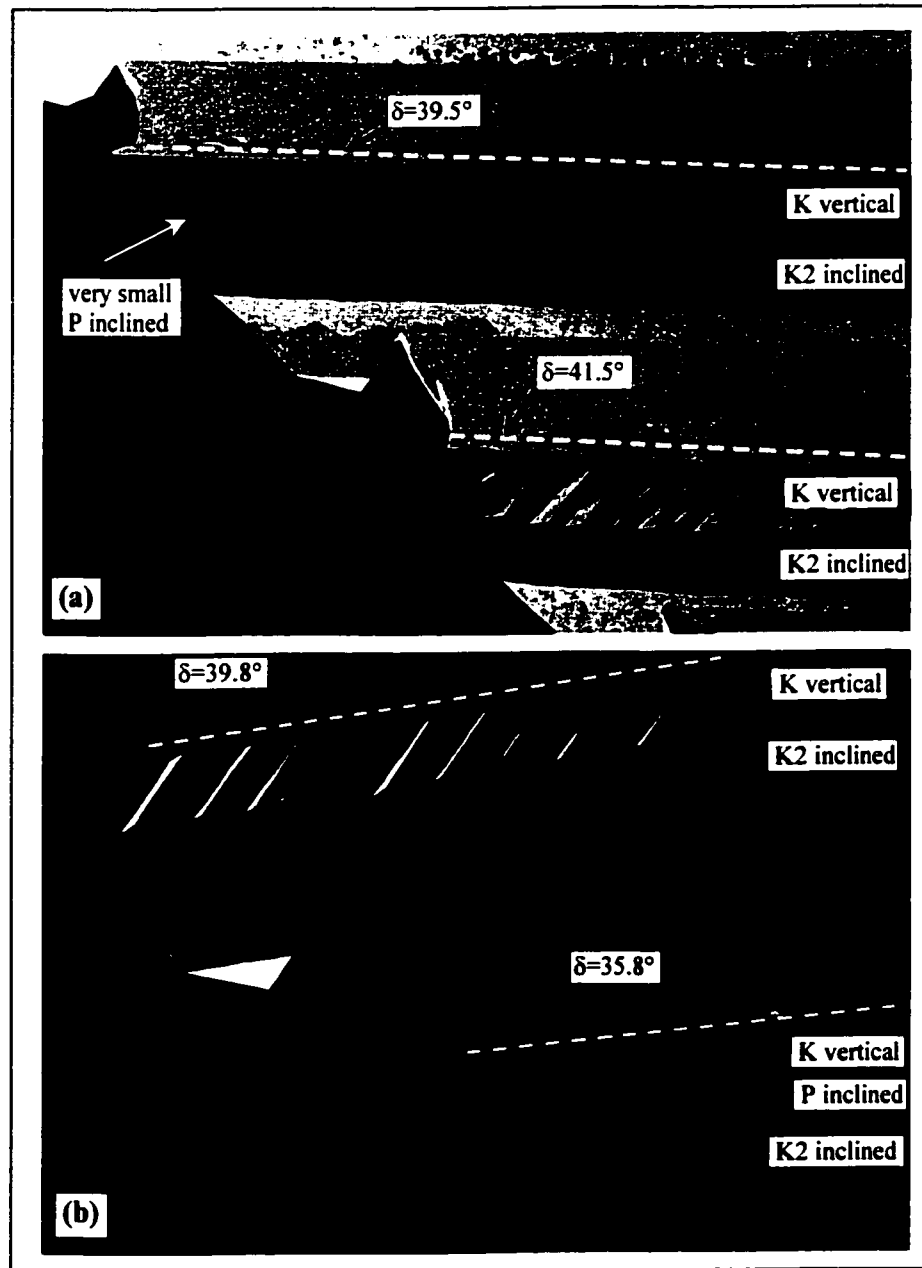 δ=39.5°
K vertical
K2 inclined
very small
P inclined
δ=41.5°
K vertical
K2 inclined
(a)
δ=39.8°
K vertical
K2 inclined
δ=35.8°
K vertical
P inclined
K2 inclined
(b)